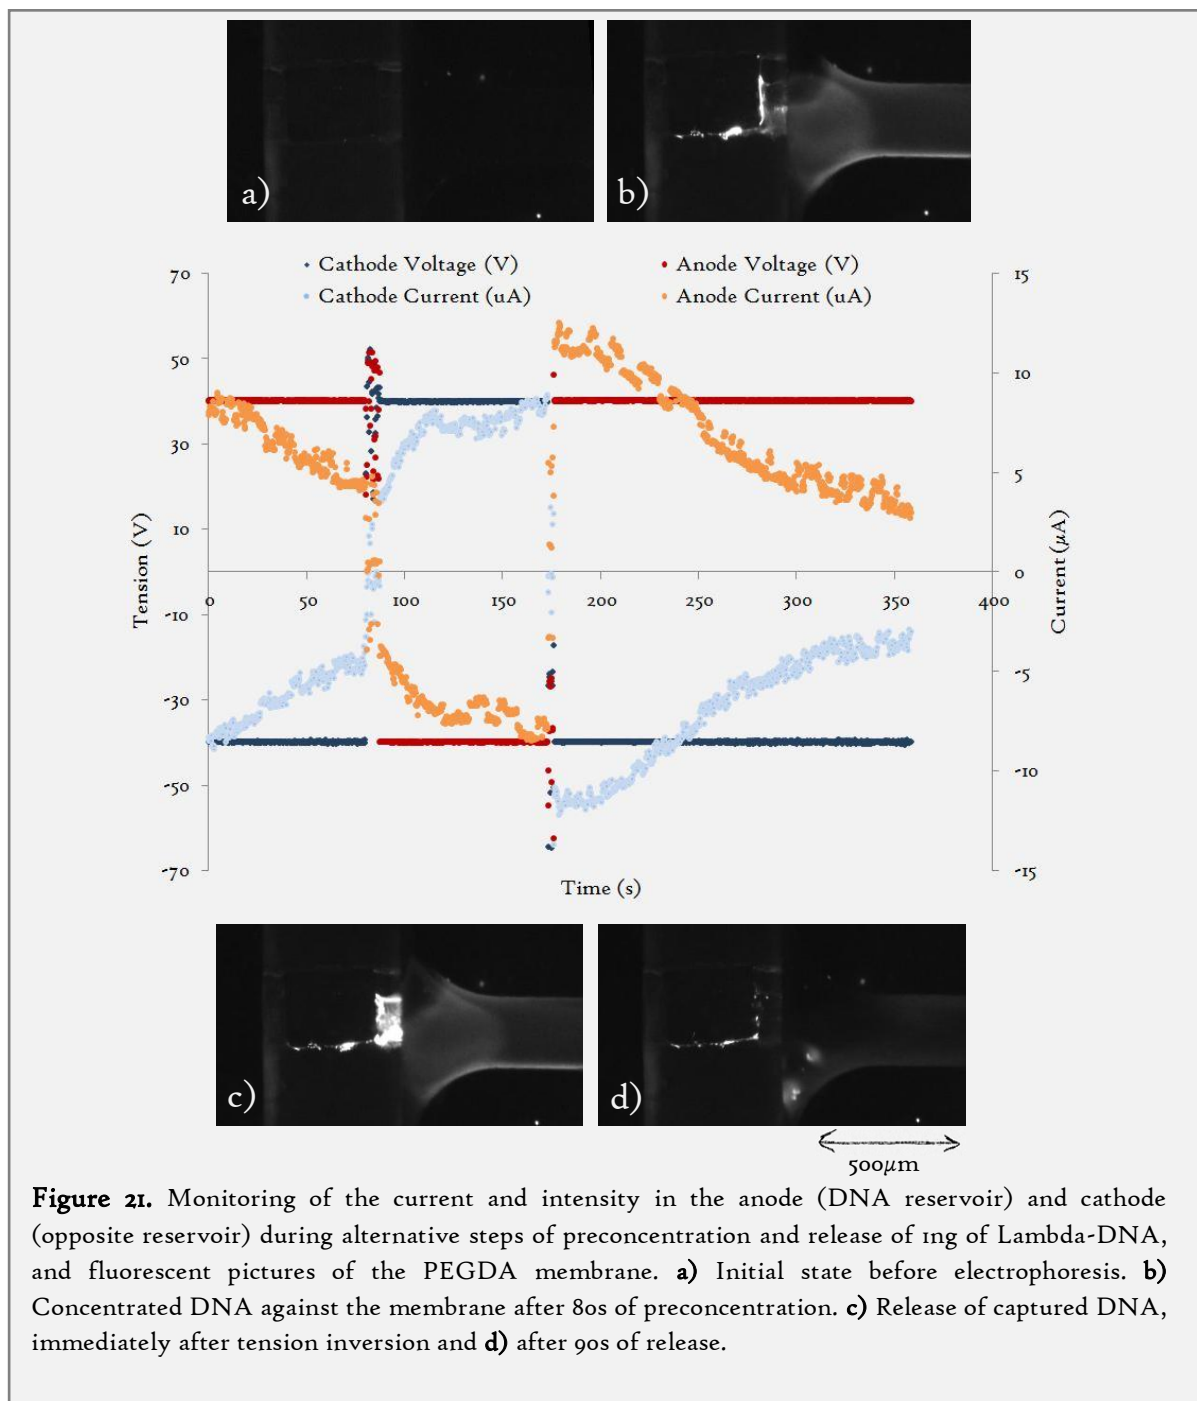 a)
b)
Cathode Voltage (V)
Anode Voltage (V)
Cathode Current (uA)
Anode Current (uA)
70
50
30
10
-10
-30
-50
-70
Tension (V)
0
50
100
150
200
250
300
350
400
Time (s)
15
10
5
0
-5
-10
-15
Current (µA)
c)
d)
500µm
Figure 21. Monitoring of the current and intensity in the anode (DNA reservoir) and cathode
(opposite reservoir) during alternative steps of preconcentration and release of 1ng of Lambda-DNA,
and fluorescent pictures of the PEGDA membrane. a) Initial state before electrophoresis. b)
Concentrated DNA against the membrane after 80s of preconcentration. c) Release of captured DNA,
immediately after tension inversion and d) after 90s of release.